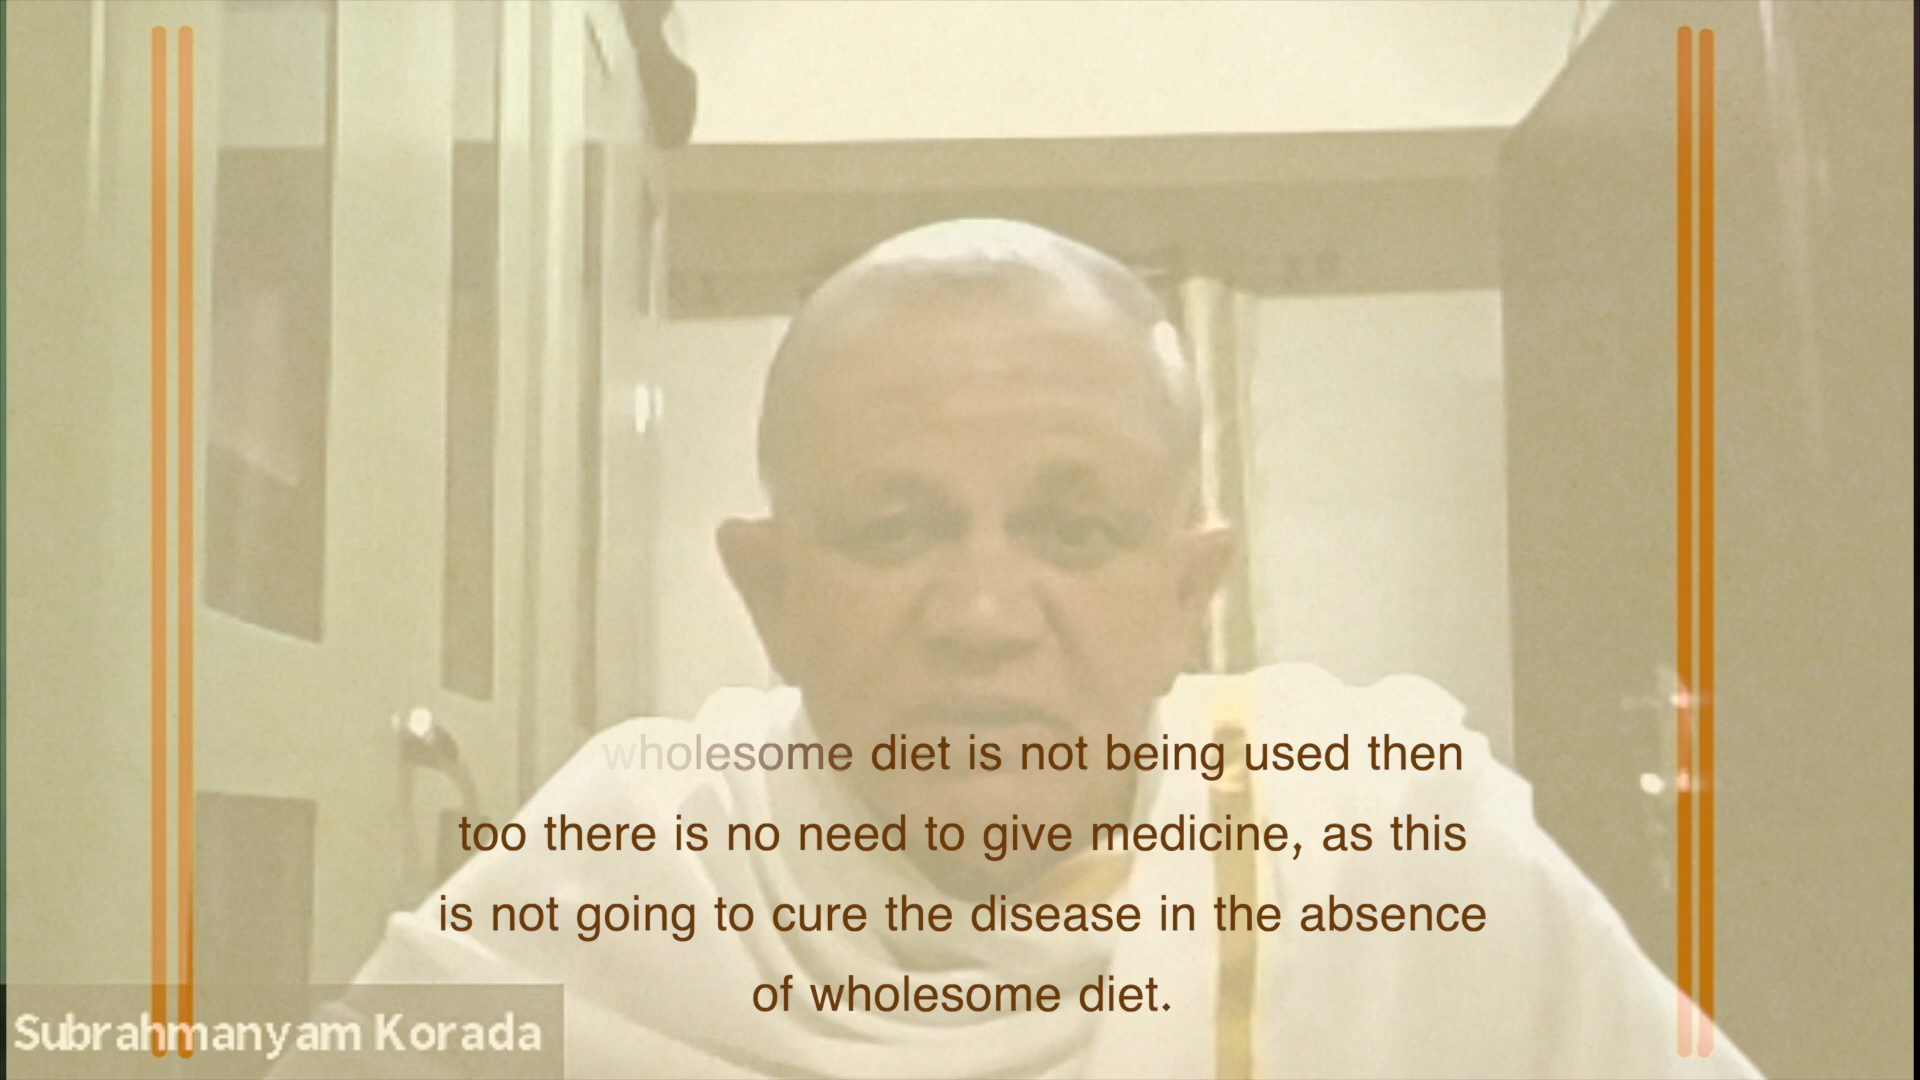 wholesome diet is not being used then
too there is no need to give medicine, as this
is not going to cure the disease in the absence
of wholesome diet.
Subrahmanyam Korada